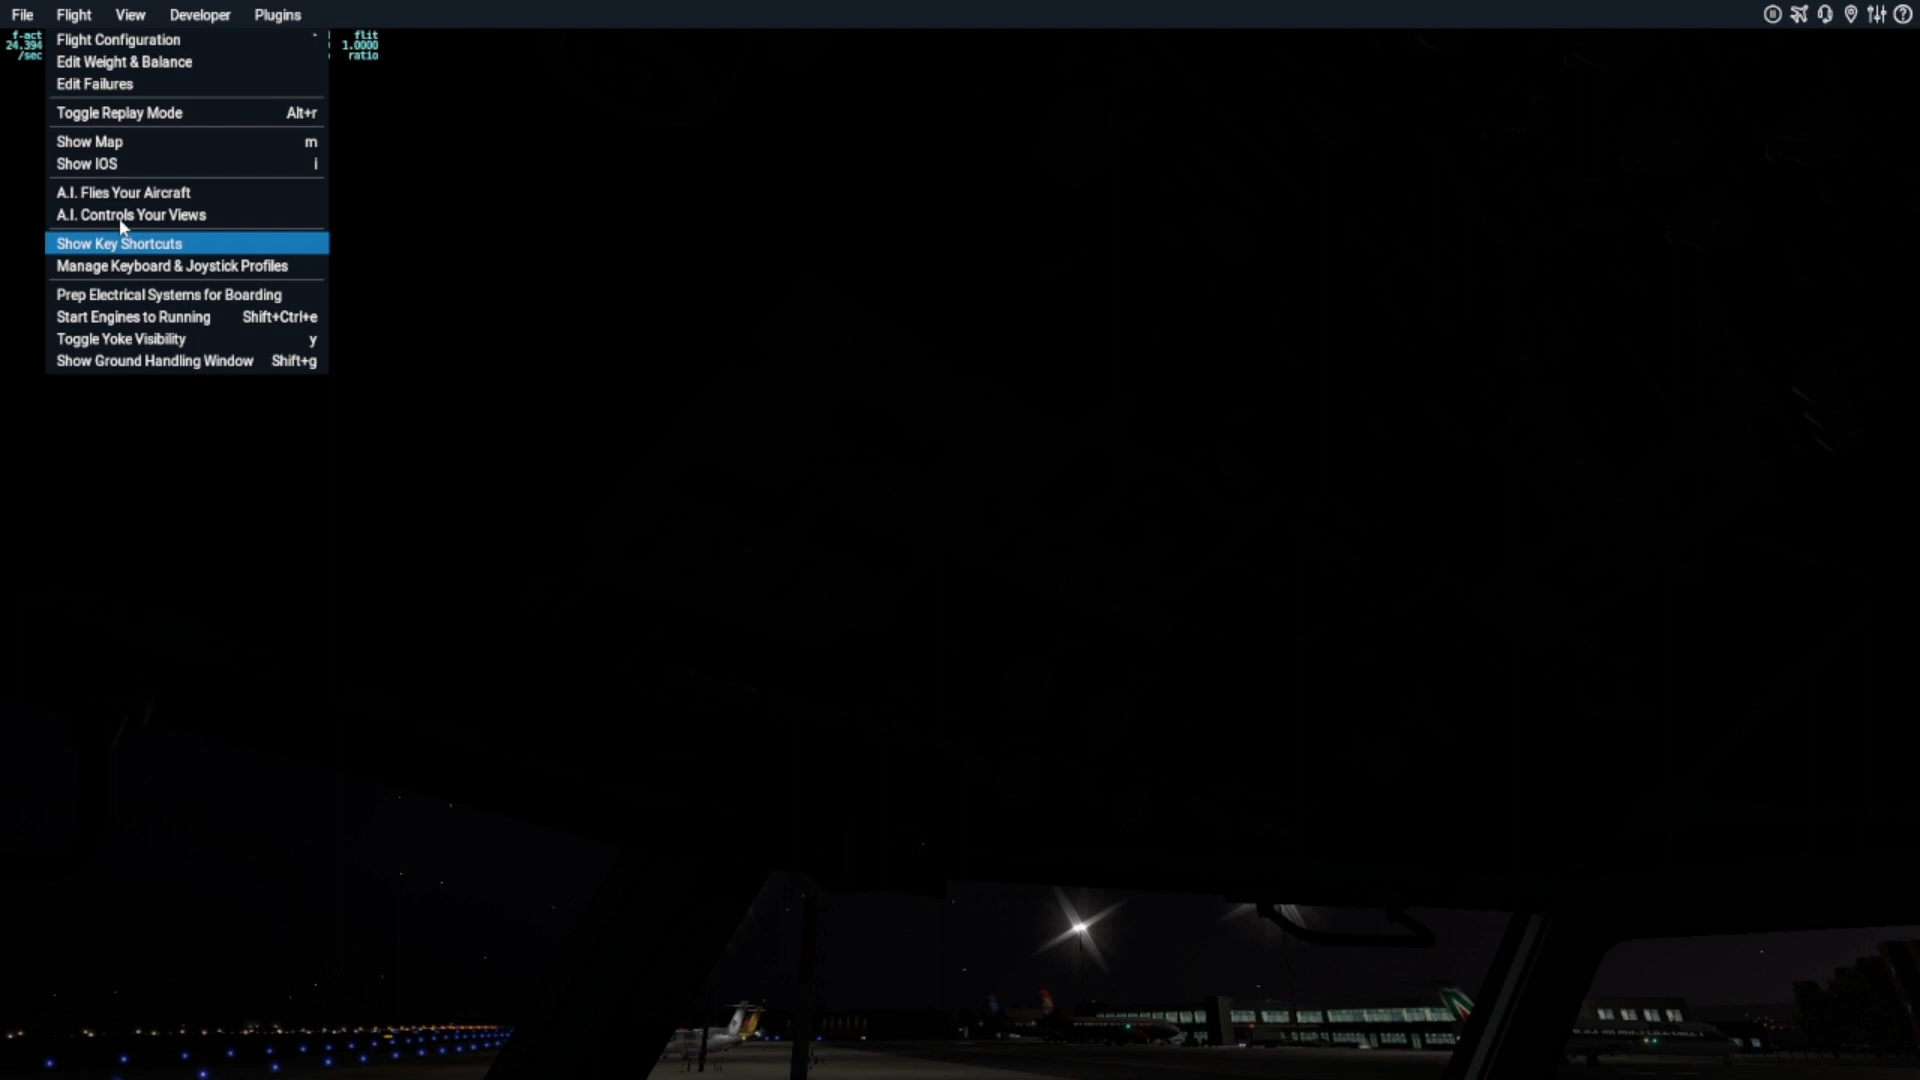 File Flight View Developer Plugins
f-act
24.394
/sec
flit
1.0000
ratio
Flight Configuration `
Edit Weight & Balance
Edit Failures
Toggle Replay Mode Alt+r
Show Map m
Show IOS i
A.I. Flies Your Aircraft
A.I. Controls Your Views
Show Key Shortcuts
Manage Keyboard & Joystick Profiles
Prep Electrical Systems for Boarding
Start Engines to Running Shift+Ctrl+e
Toggle Yoke Visibility y
Show Ground Handling Window Shift+g